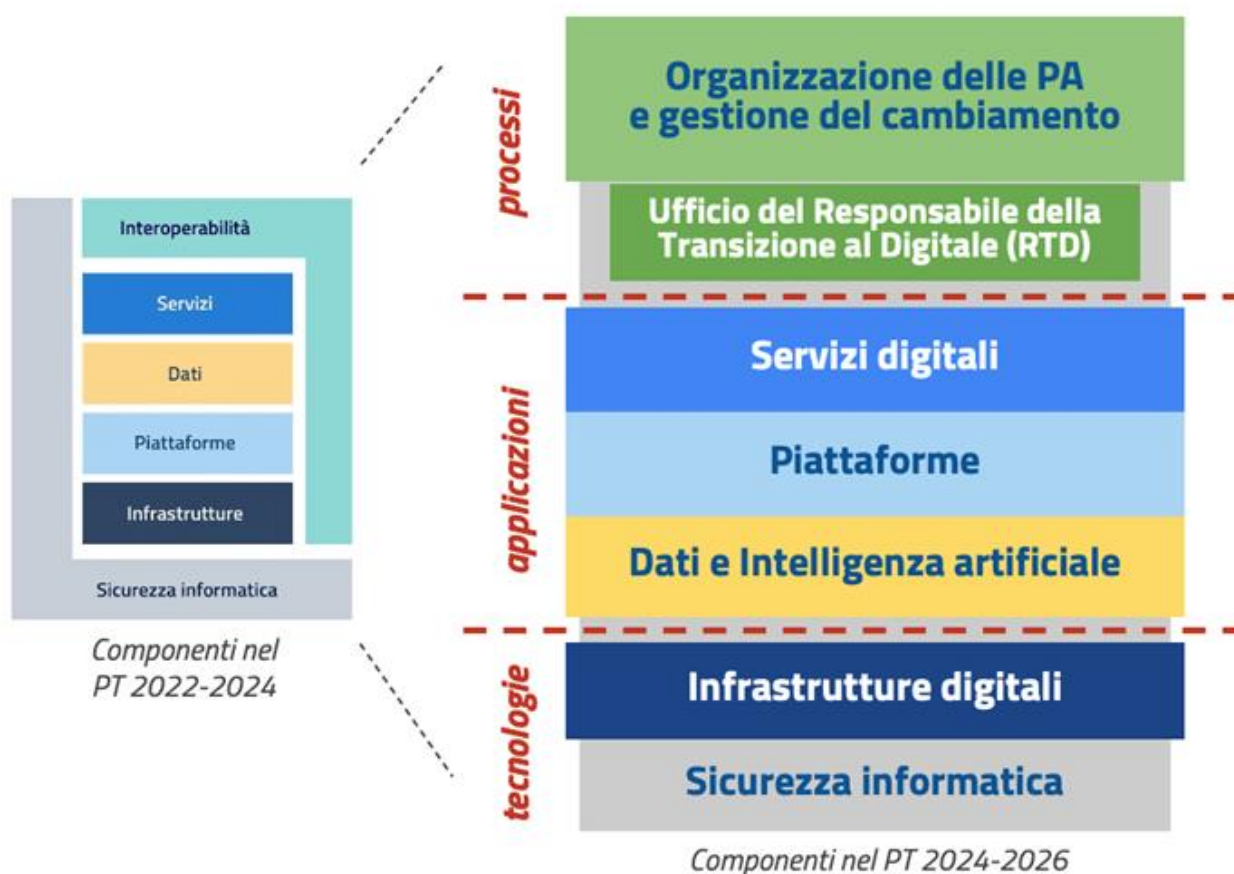 Interoperabilità
Servizi
Dati
Piattaforme
Infrastrutture
Sicurezza informatica
Componenti nel
PT 2022-2024
processi
Organizzazione delle PA
e gestione del cambiamento
Ufficio del Responsabile della
Transizione al Digitale (RTD)
applicazioni
Servizi digitali
Piattaforme
Dati e Intelligenza artificiale
tecnologie
Infrastrutture digitali
Sicurezza informatica
Componenti nel PT 2024-2026